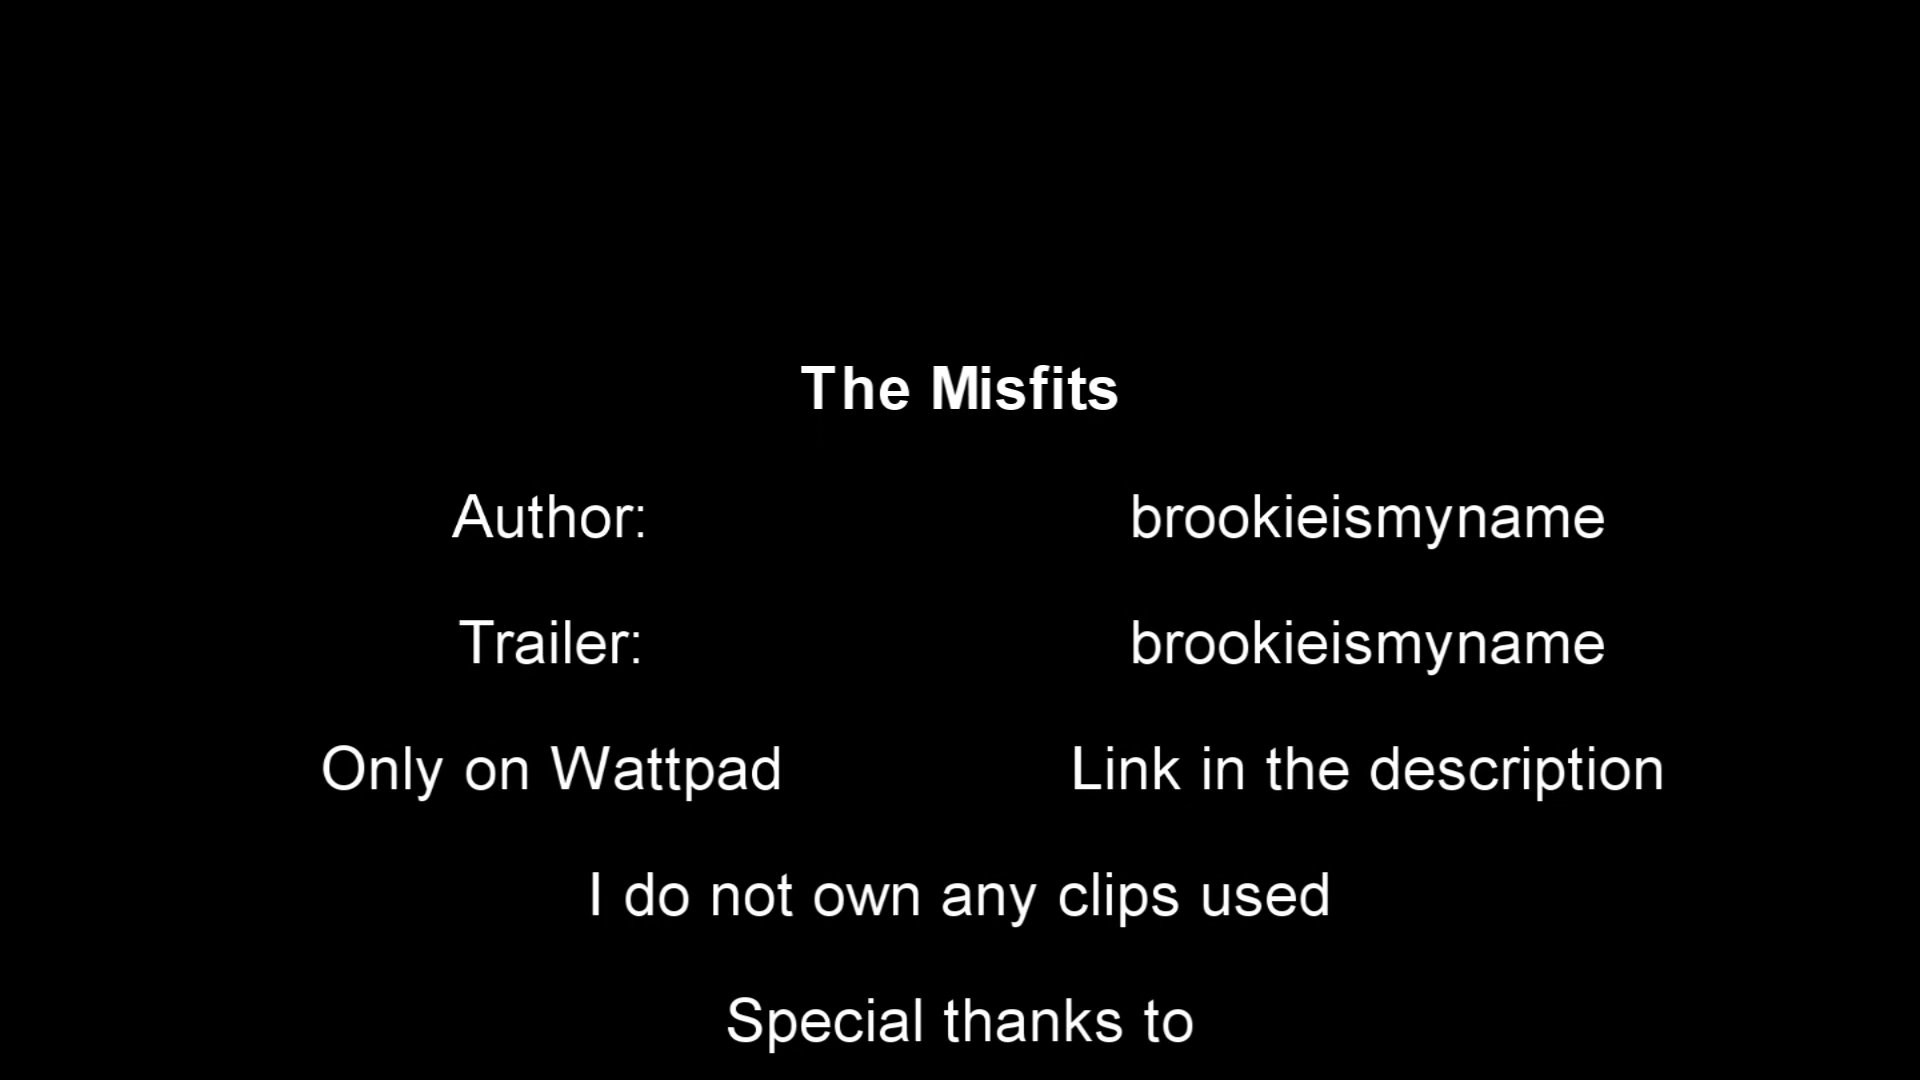 The Misfits
Author: brookieismyname
Trailer: brookieismyname
Only on Wattpad Link in the description
I do not own any clips used
Special thanks to